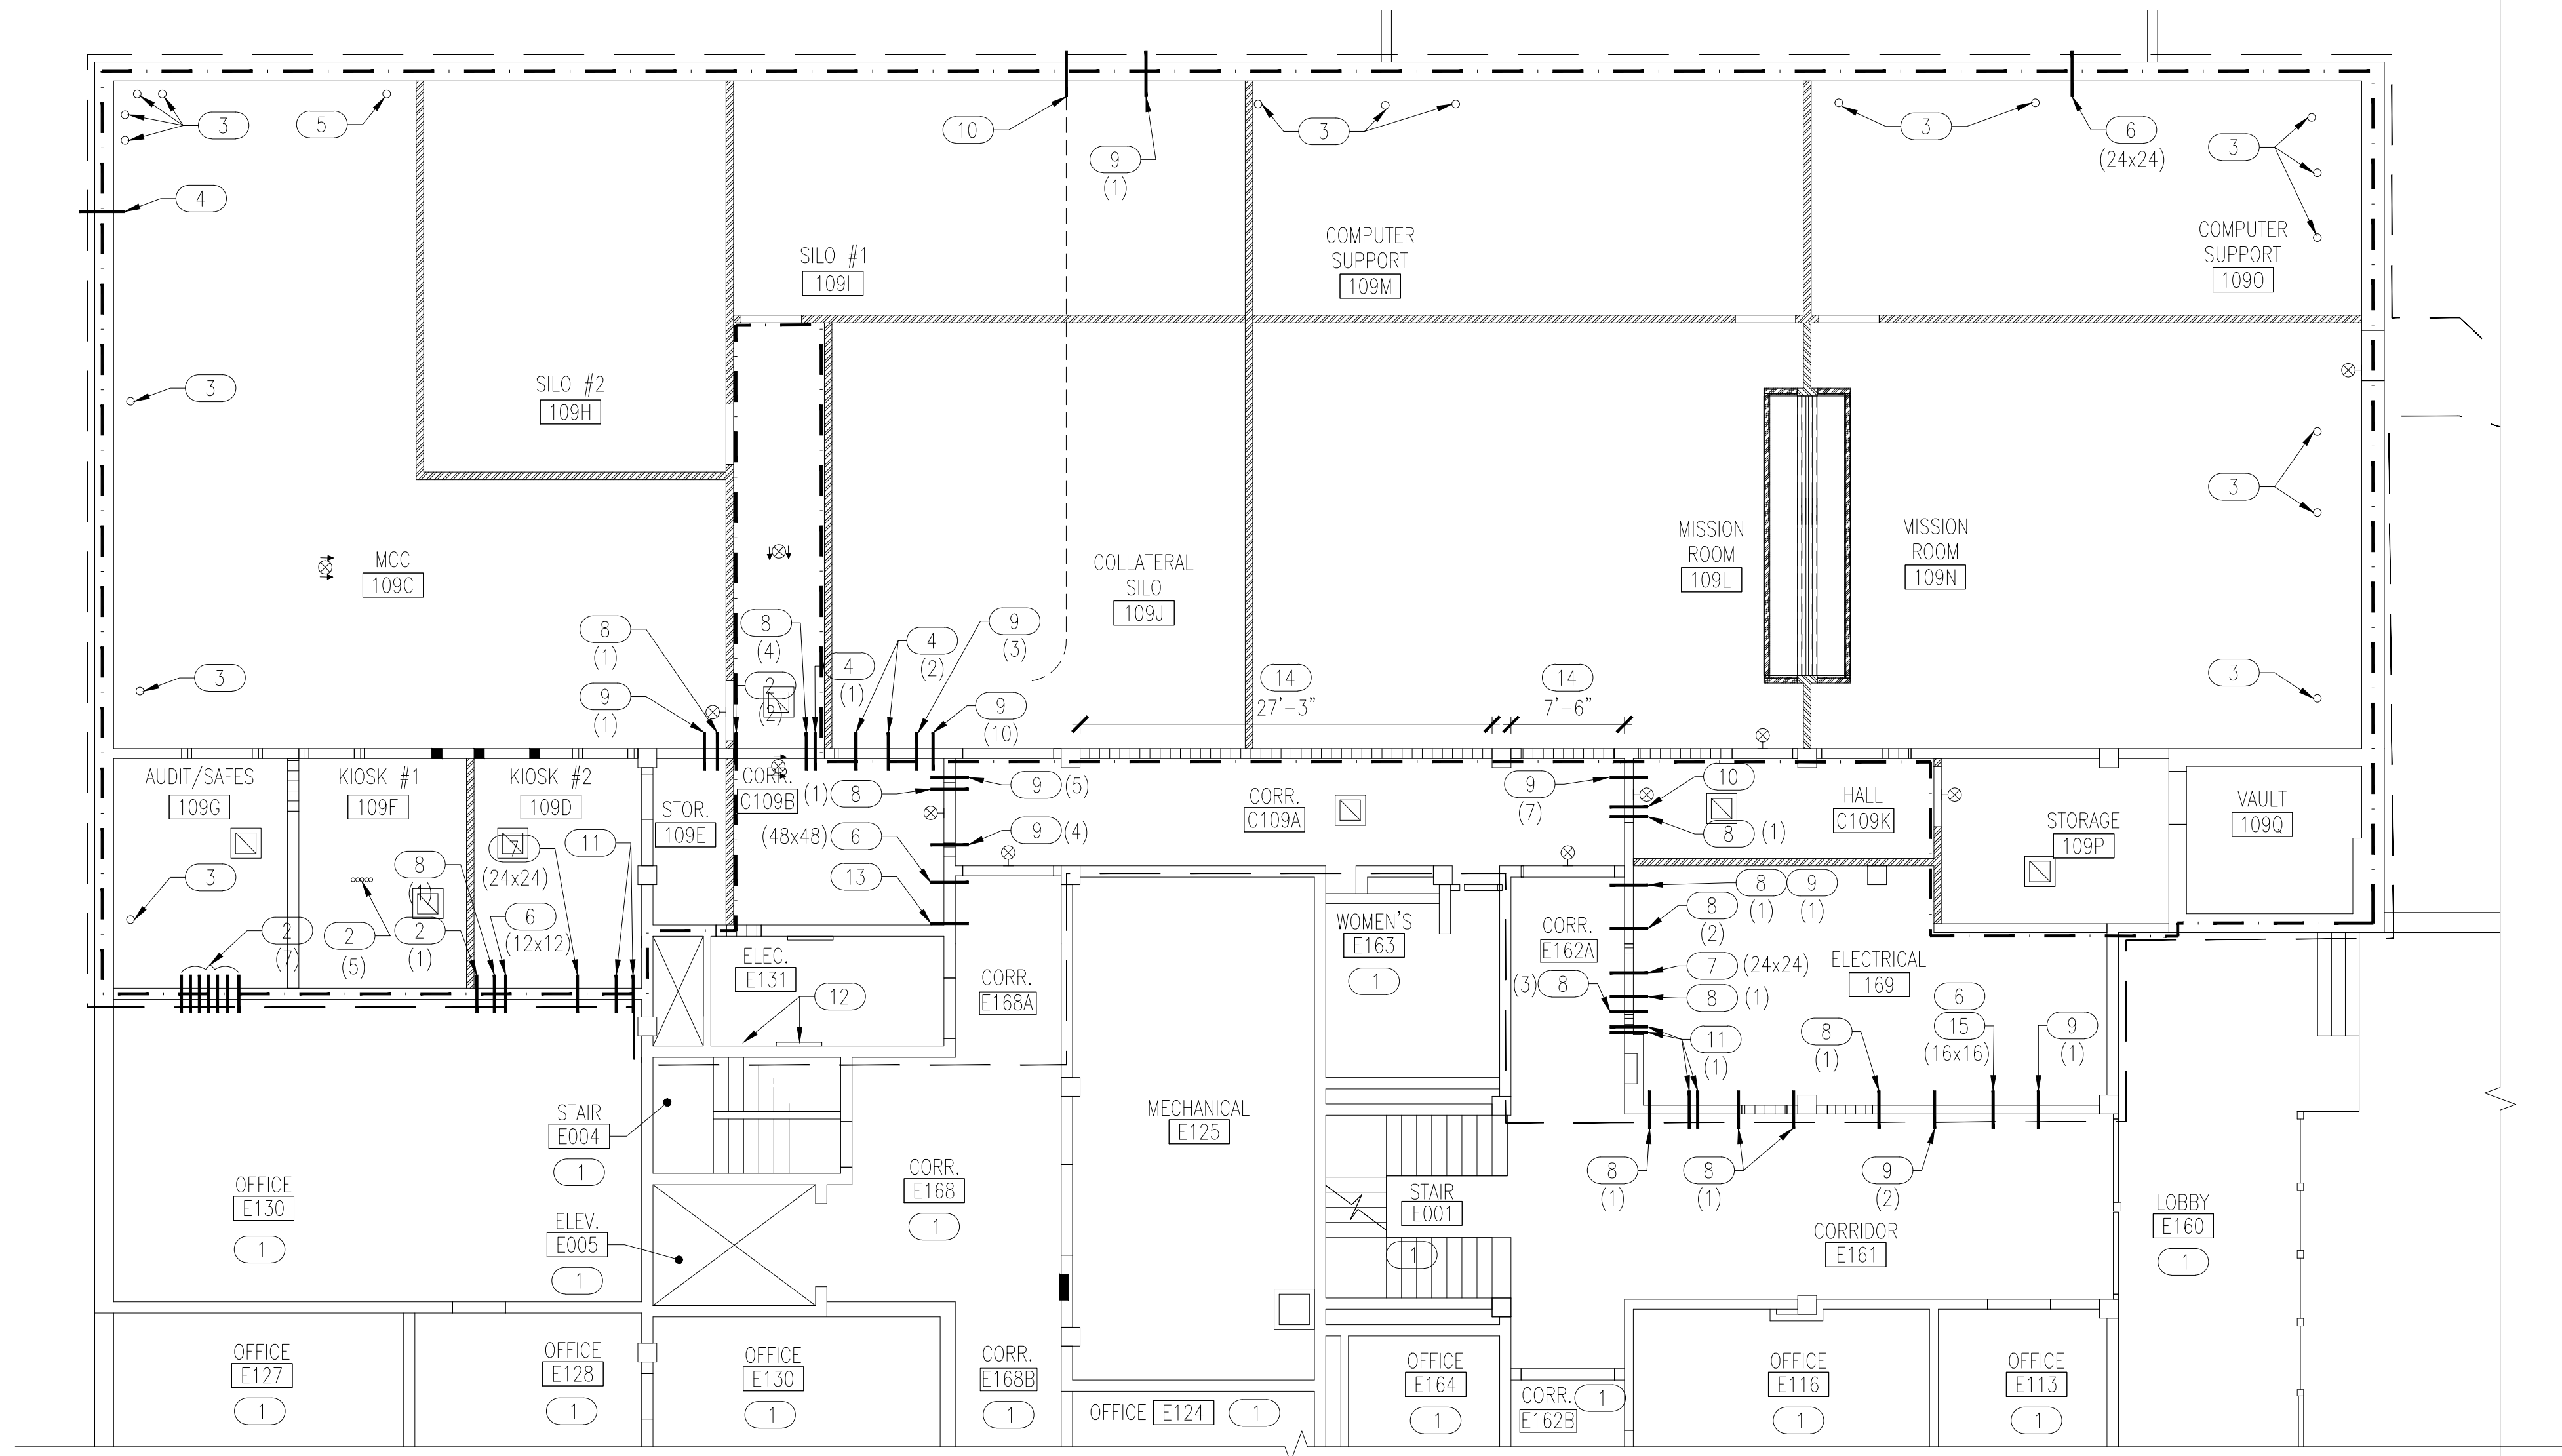 3
5
10
9
(1)
3
3
6
(24x24)
3
4
SILO #1
109I
COMPUTER
SUPPORT
109M
COMPUTER
SUPPORT
109O
3
SILO #2
109H
3
MCC
109C
COLLATERAL
SILO
109J
MISSION
ROOM
109L
MISSION
ROOM
109N
8
(1)
8
(4)
4
(2)
9
(3)
3
9
(1)
2
(2)
4
(1)
9
(10)
14
27'-3"
14
7'-6"
3
AUDIT/SAFES
109G
KIOSK #1
109F
KIOSK #2
109D
STOR.
109E
CORR.
C109B
(1)
8
9
(5)
9
(4)
CORR.
C109A
9
(7)
10
8
(1)
HALL
C109K
STORAGE
109P
VAULT
109Q
(48x48)
6
13
3
2
(7)
2
(5)
8
(1)
2
(1)
7
(24x24)
6
(12x12)
11
ELEC.
E131
12
CORR.
E168A
WOMEN'S
E163
1
CORR.
E162A
8
(1)
9
(1)
8
(2)
7
(24x24)
(3)
8
8
(1)
11
(1)
ELECTRICAL
169
6
15
(16x16)
9
(1)
8
(1)
STAIR
E004
1
MECHANICAL
E125
8
(1)
8
(1)
9
(2)
OFFICE
E130
1
ELEV.
E005
1
CORR.
E168
1
STAIR
E001
1
CORRIDOR
E161
LOBBY
E160
1
OFFICE
E127
1
OFFICE
E128
1
OFFICE
E130
1
CORR.
E168B
1
OFFICE E124 1
OFFICE
E164
1
CORR.
E162B
1
OFFICE
E116
1
OFFICE
E113
1